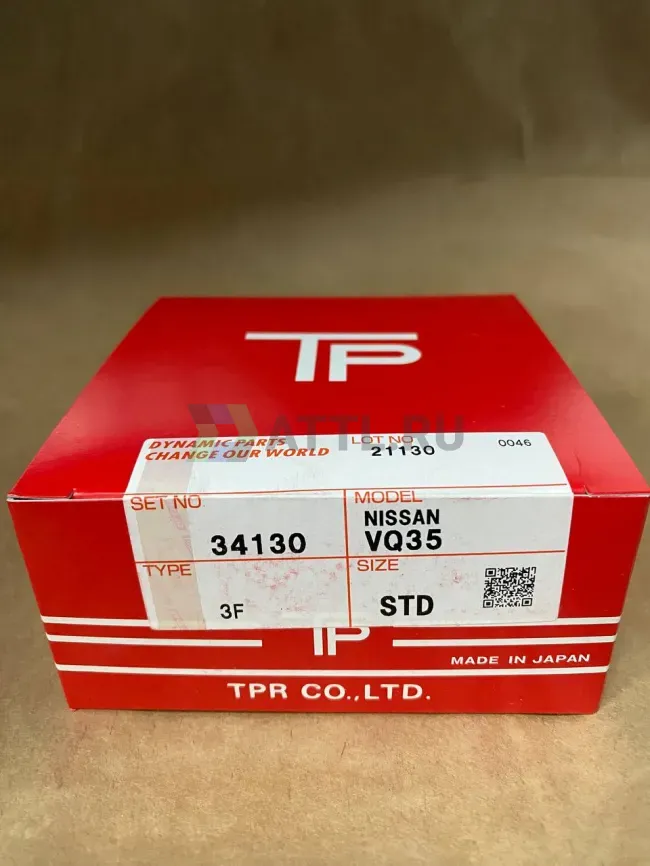 TP
ATTL.RU
DYNAMIC PARTS
CHANGE OUR WORLD
LOT NO
21130
0046
SET NO
34130
MODEL
NISSAN
VQ35
TYPE
3F
SIZE
STD
TP
MADE IN JAPAN
TPR CO.,LTD.